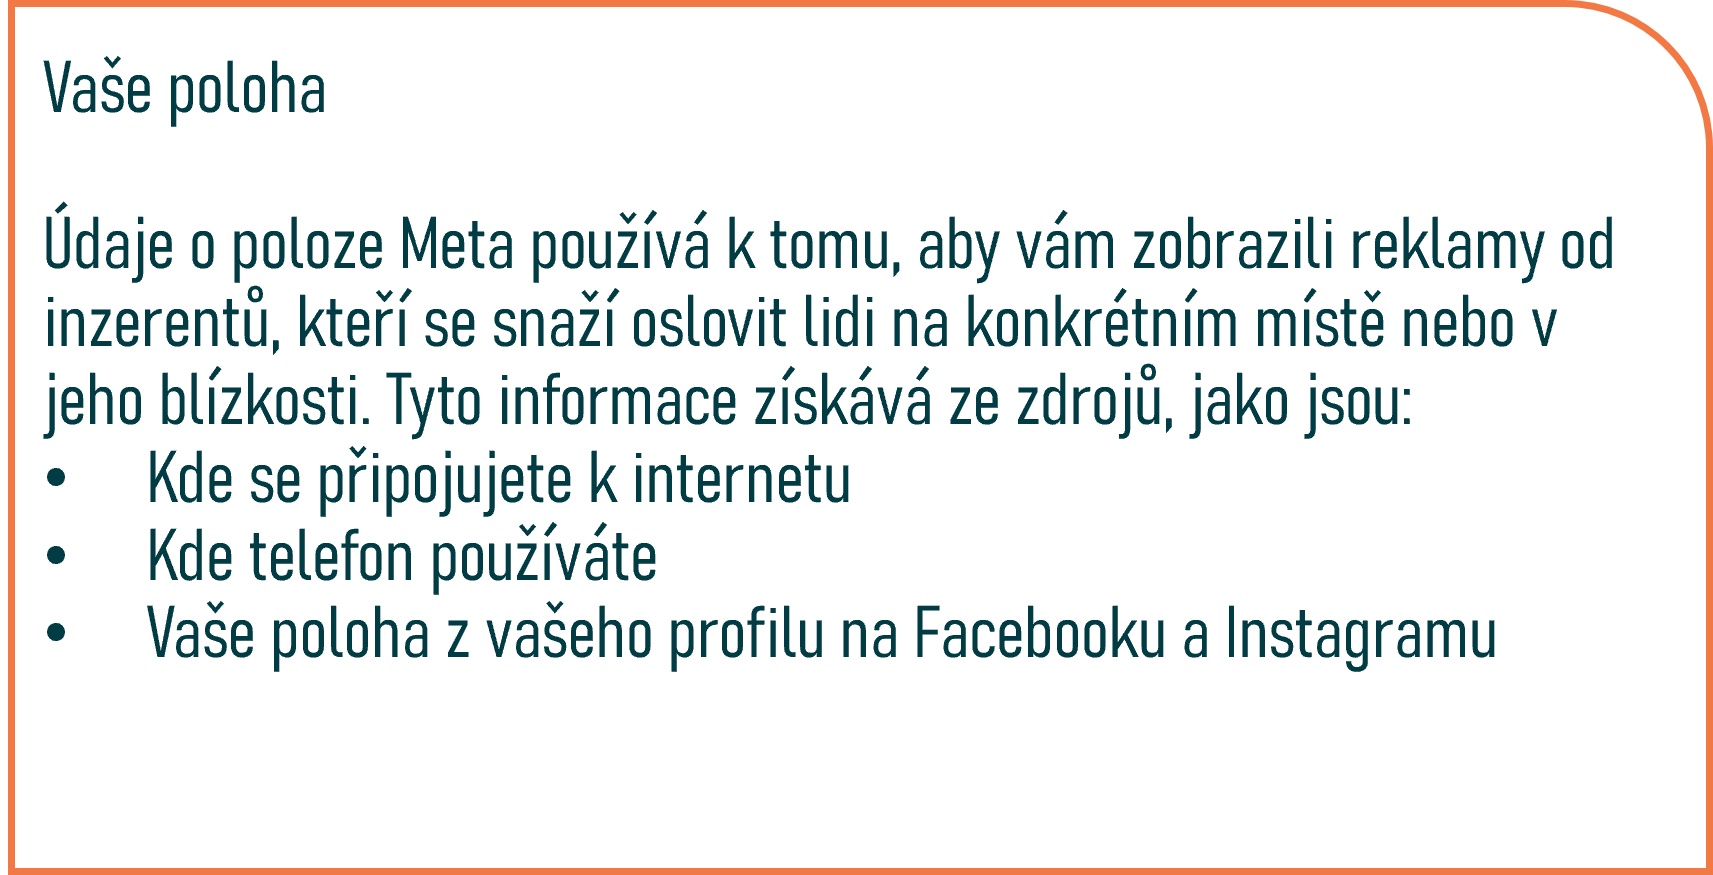 Vaše poloha
Údaje o poloze Meta používá k tomu, aby vám zobrazili reklamy od
inzerentů, kteří se snaží oslovit lidi na konkrétním místě nebo v
jeho blízkosti. Tyto informace získává ze zdrojů, jako jsou:
• Kde se připojujete k internetu
• Kde telefon používáte
• Vaše poloha z vašeho profilu na Facebooku a Instagramu